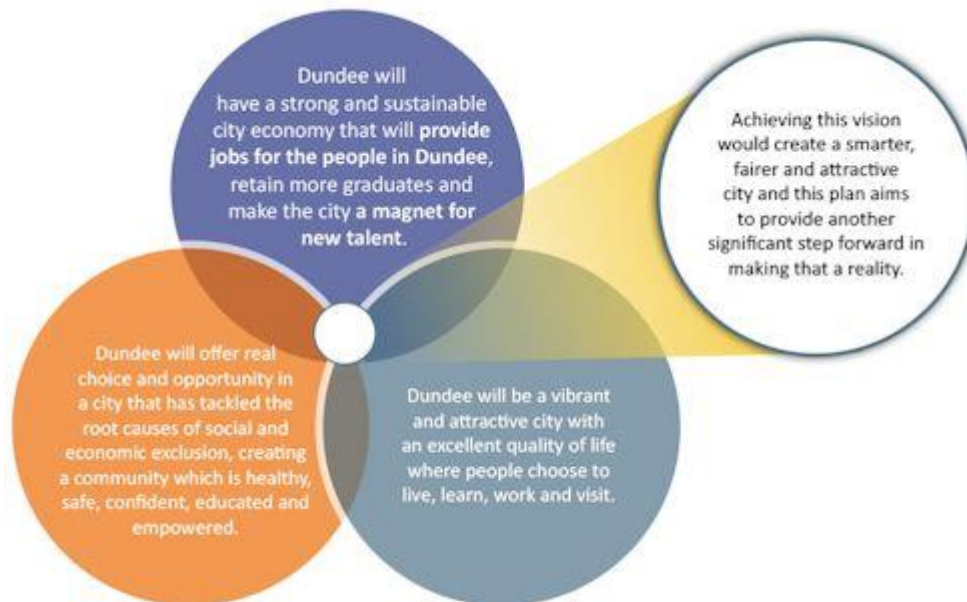 Dundee will
have a strong and sustainable
city economy that will provide
jobs for the people in Dundee,
retain more graduates and
make the city a magnet for
new talent.
Achieving this vision
would create a smarter,
fairer and attractive
city and this plan aims
to provide another
significant step forward in
making that a reality.
Dundee will offer real
choice and opportunity in
a city that has tackled the
root causes of social and
economic exclusion, creating
a community which is healthy,
safe, confident, educated and
empowered.
Dundee will be a vibrant
and attractive city with
an excellent quality of life
where people choose to
live, learn, work and visit.